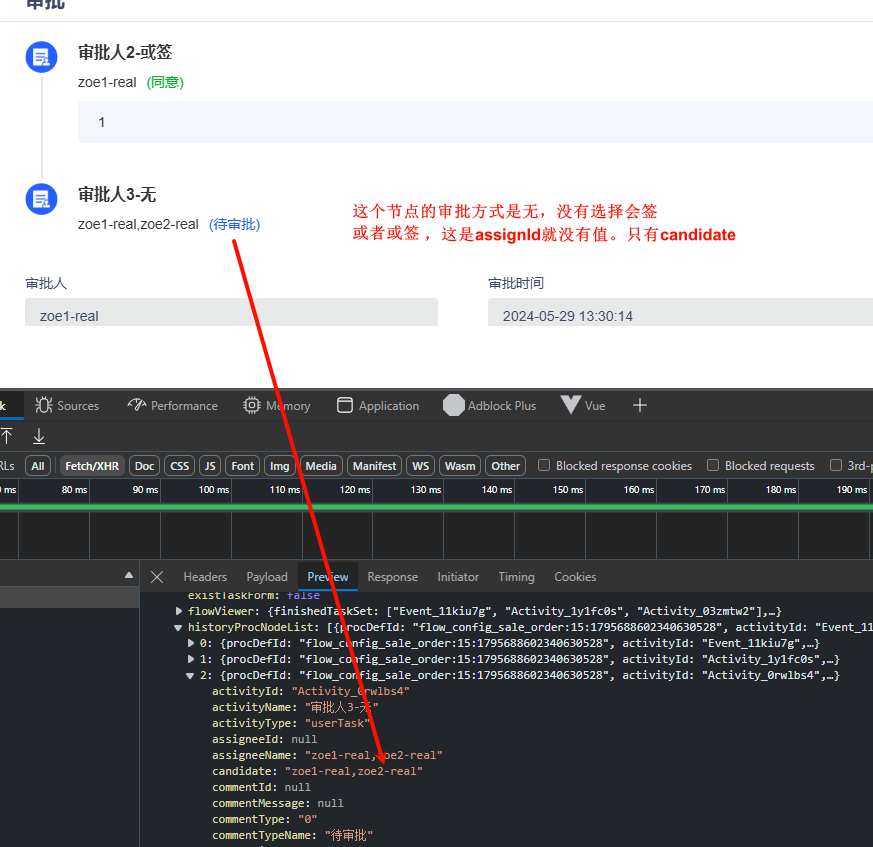 审批
审批人2-或签
zoe1-real (同意)
1
审批人3-无
zoe1-real,zoe2-real (待审批)
这个节点的审批方式是无，没有选择会签
或者或签 ，这是assignId就没有值。只有candidate
审批人
审批时间
zoe1-real
2024-05-29 13:30:14
k Sources Performance Memory Application Adblock Plus Vue
RLs All Fetch/XHR Doc CSS JS Font Img Media Manifest WS Wasm Other Blocked response cookies Blocked requests 3rd-p
0 ms 80 ms 90 ms 100 ms 110 ms 120 ms 130 ms 140 ms 150 ms 160 ms 170 ms 180 ms 190 ms
Headers Payload Preview Response Initiator Timing Cookies
existTaskForm: false
flowViewer: {finishedTaskSet: ["Event_11kiu7g", "Activity_1y1fc0s", "Activity_03zmtw2"],…}
historyProcNodeList: [{procDefId: "flow_config_sale_order:15:1795688602340630528", activityId: "Event_11
0: {procDefId: "flow_config_sale_order:15:1795688602340630528", activityId: "Event_11kiu7g",…}
1: {procDefId: "flow_config_sale_order:15:1795688602340630528", activityId: "Activity_1y1fc0s",…}
2: {procDefId: "flow_config_sale_order:15:1795688602340630528", activityId: "Activity_0rwlbs4",…}
activityId: "Activity_0rwlbs4"
activityName: "审批人3-无"
activityType: "userTask"
assigneeId: null
assigneeName: "zoe1-real,zoe2-real"
candidate: "zoe1-real,zoe2-real"
commentId: null
commentMessage: null
commentType: "0"
commentTypeName: "待审批"